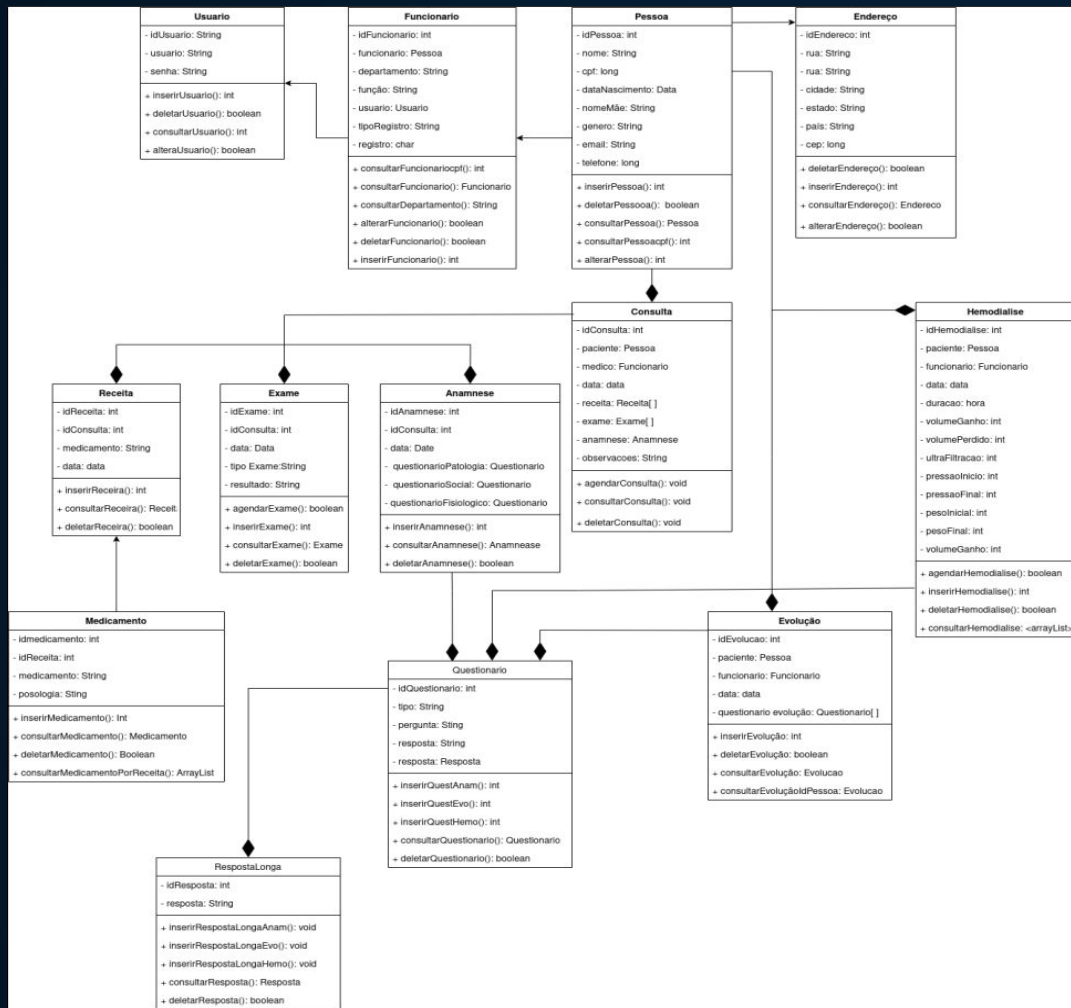 Usuario
- idUsuario: String
- usuario: String
- senha: String
+ inserirUsuario(): int
+ deletarUsuario(): boolean
+ consultarUsuario(): int
+ alteraUsuario(): boolean
Funcionario
- idFuncionario: int
- funcionario: Pessoa
- departamento: String
- função: String
- usuario: Usuario
- tipoRegistro: String
- registro: char
+ consultarFuncionariocpf(): int
+ consultarFuncionario(): Funcionario
+ consultarDepartamento(): String
+ alterarFuncionario(): boolean
+ deletarFuncionario(): boolean
+ inserirFuncionario(): int
Pessoa
- idPessoa: int
- nome: String
- cpf: long
- dataNascimento: Data
- nomeMãe: String
- genero: String
- email: String
- telefone: long
+ inserirPessoa(): int
+ deletarPessooa(): boolean
+ consultarPessoa(): Pessoa
+ consultarPessoacpf(): int
+ alterarPessoa(): int
Endereço
- idEndereco: int
- rua: String
- rua: String
- cidade: String
- estado: String
- país: String
- cep: long
+ deletarEndereço(): boolean
+ inserirEndereço(): int
+ consultarEndereço(): Endereco
+ alterarEndereço(): boolean
Receita
- idReceita: int
- idConsulta: int
- medicamento: String
- data: data
+ inserirReceira(): int
+ consultarReceira(): Receit
+ deletarReceira(): boolean
Exame
- idExame: int
- idConsulta: int
- data: Data
- tipo Exame:String
- resultado: String
+ agendarExame(): boolean
+ inserirExame(): int
+ consultarExame(): Exame
+ deletarExame(): boolean
Anamnese
- idAnamnese: int
- idConsulta: int
- data: Date
- questionarioPatologia: Questionario
- questionarioSocial: Questionario
- questionarioFisiologico: Questionario
+ inserirAnamnese(): int
+ consultarAnamnese(): Anamnease
+ deletarAnamnese(): boolean
Consulta
- idConsulta: int
- paciente: Pessoa
- medico: Funcionario
- data: data
- receita: Receita[ ]
- exame: Exame[ ]
- anamnese: Anamnese
- observacoes: String
+ agendarConsulta(): void
+ consultarConsulta(): void
+ deletarConsulta(): void
Hemodialise
- idHemodialise: int
- paciente: Pessoa
- funcionario: Funcionario
- data: data
- duracao: hora
- volumeGanho: int
- volumePerdido: int
- ultraFiltracao: int
- pressaoInicio: int
- pressaoFinal: int
- pesoInicial: int
- pesoFinal: int
- volumeGanho: int
+ agendarHemodialise(): boolean
+ inserirHemodialise(): int
+ deletarHemodialise(): boolean
+ consultarHemodialise: <arrayList>
Medicamento
- idmedicamento: int
- idReceita: int
- medicamento: String
- posologia: Sting
+ inserirMedicamento(): Int
+ consultarMedicamento(): Medicamento
+ deletarMedicamento(): Boolean
+ consultarMedicamentoPorReceita(): ArrayList
Questionario
- idQuestionario: int
- tipo: String
- pergunta: Sting
- resposta: String
- resposta: Resposta
+ inserirQuestAnam(): int
+ inserirQuestEvo(): int
+ inserirQuestHemo(): int
+ consultarQuestionario(): Questionario
+ deletarQuestionario(): boolean
Evolução
- idEvolucao: int
- paciente: Pessoa
- funcionario: Funcionario
- data: data
- questionario evolução: Questionario[ ]
+ inserirEvolução: int
+ deletarEvolução: boolean
+ consultarEvolução: Evolucao
+ consultarEvoluçãoIdPessoa: Evolucao
RespostaLonga
- idResposta: int
- resposta: String
+ inserirRespostaLongaAnam(): void
+ inserirRespostaLongaEvo(): void
+ inserirRespostaLongaHemo(): void
+ consultarResposta(): Resposta
+ deletarResposta(): boolean